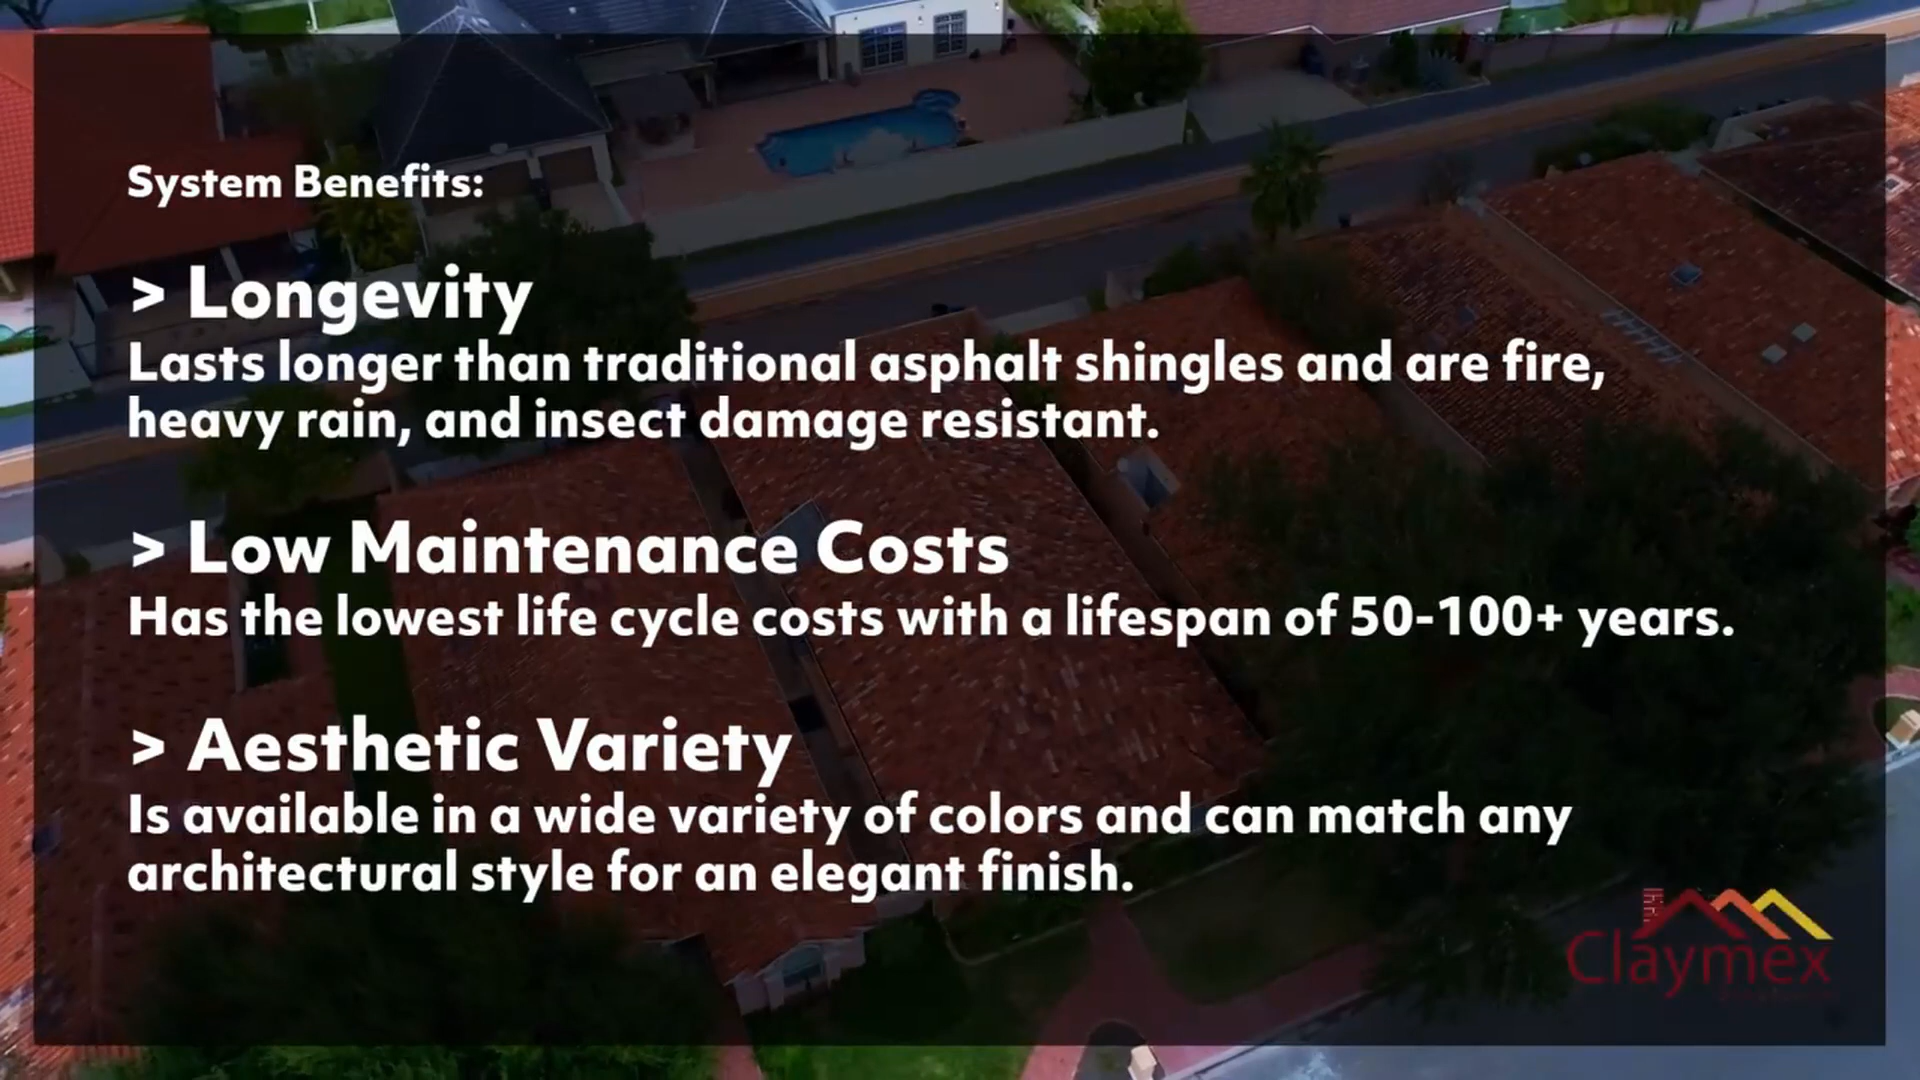 System Benefits:
> Longevity
Lasts longer than traditional asphalt shingles and are fire,
heavy rain, and insect damage resistant.
> Low Maintenance Costs
Has the lowest life cycle costs with a lifespan of 50-100+ years.
> Aesthetic Variety
Is available in a wide variety of colors and can match any
architectural style for an elegant finish.
Claymex